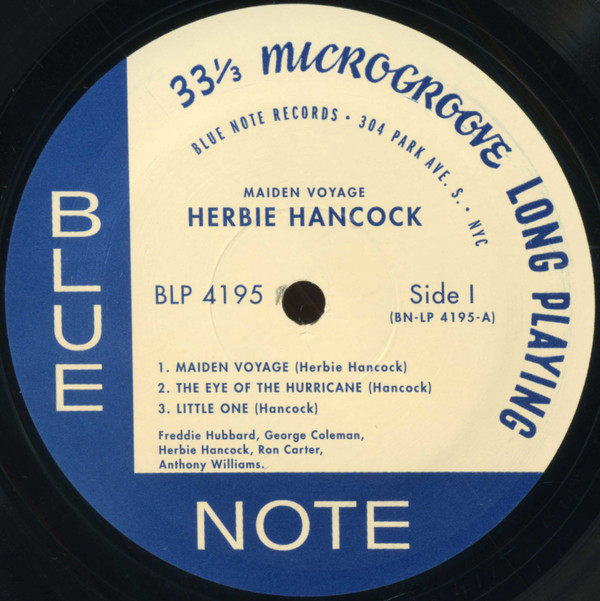 33⅓ MICROGROOVE LONG PLAYING
BLUE NOTE RECORDS • 304 PARK AVE. S. • NYC
MAIDEN VOYAGE
HERBIE HANCOCK
BLP 4195
Side I
(BN-LP 4195-A)
1. MAIDEN VOYAGE (Herbie Hancock)
2. THE EYE OF THE HURRICANE (Hancock)
3. LITTLE ONE (Hancock)
Freddie Hubbard, George Coleman,
Herbie Hancock, Ron Carter,
Anthony Williams.
BLUE
NOTE